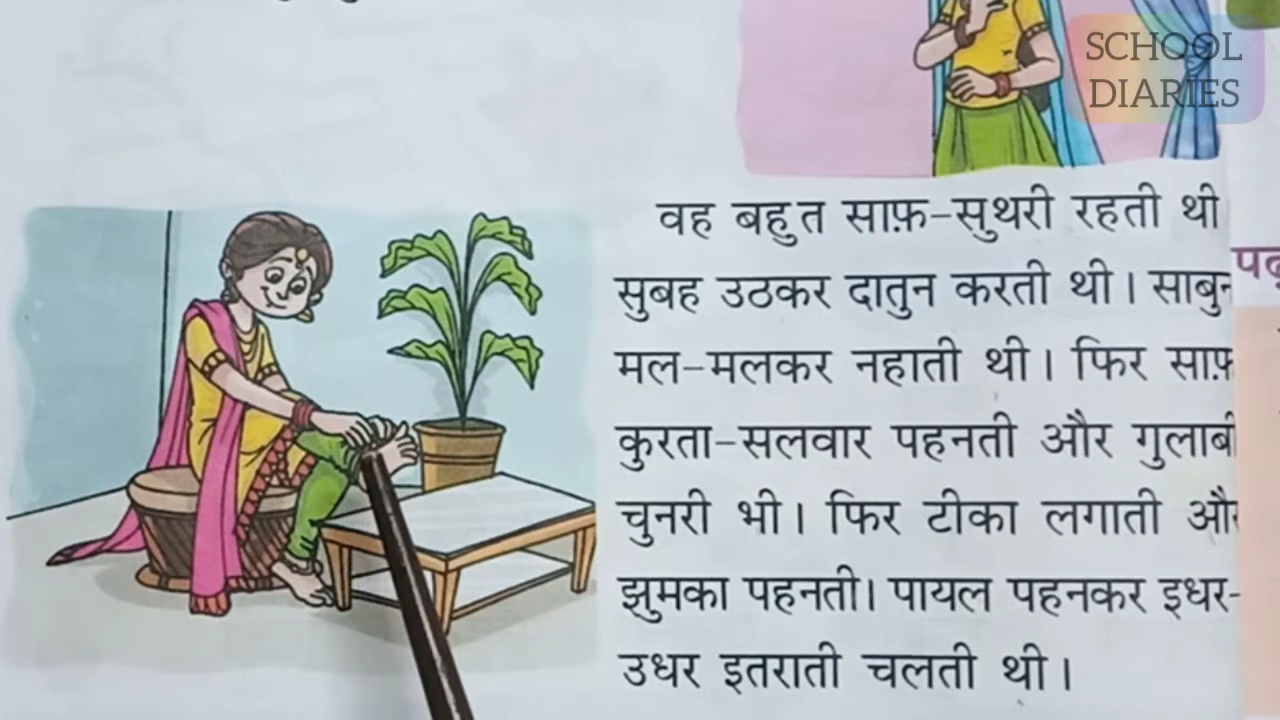 SCHOOL
DIARIES
वह बहुत साफ़-सुथरी रहती थी
सुबह उठकर दातुन करती थी। साबुन
मल-मलकर नहाती थी। फिर साफ़
कुरता-सलवार पहनती और गुलाबी
चुनरी भी। फिर टीका लगाती और
झुमका पहनती। पायल पहनकर इधर-
उधर इतराती चलती थी।